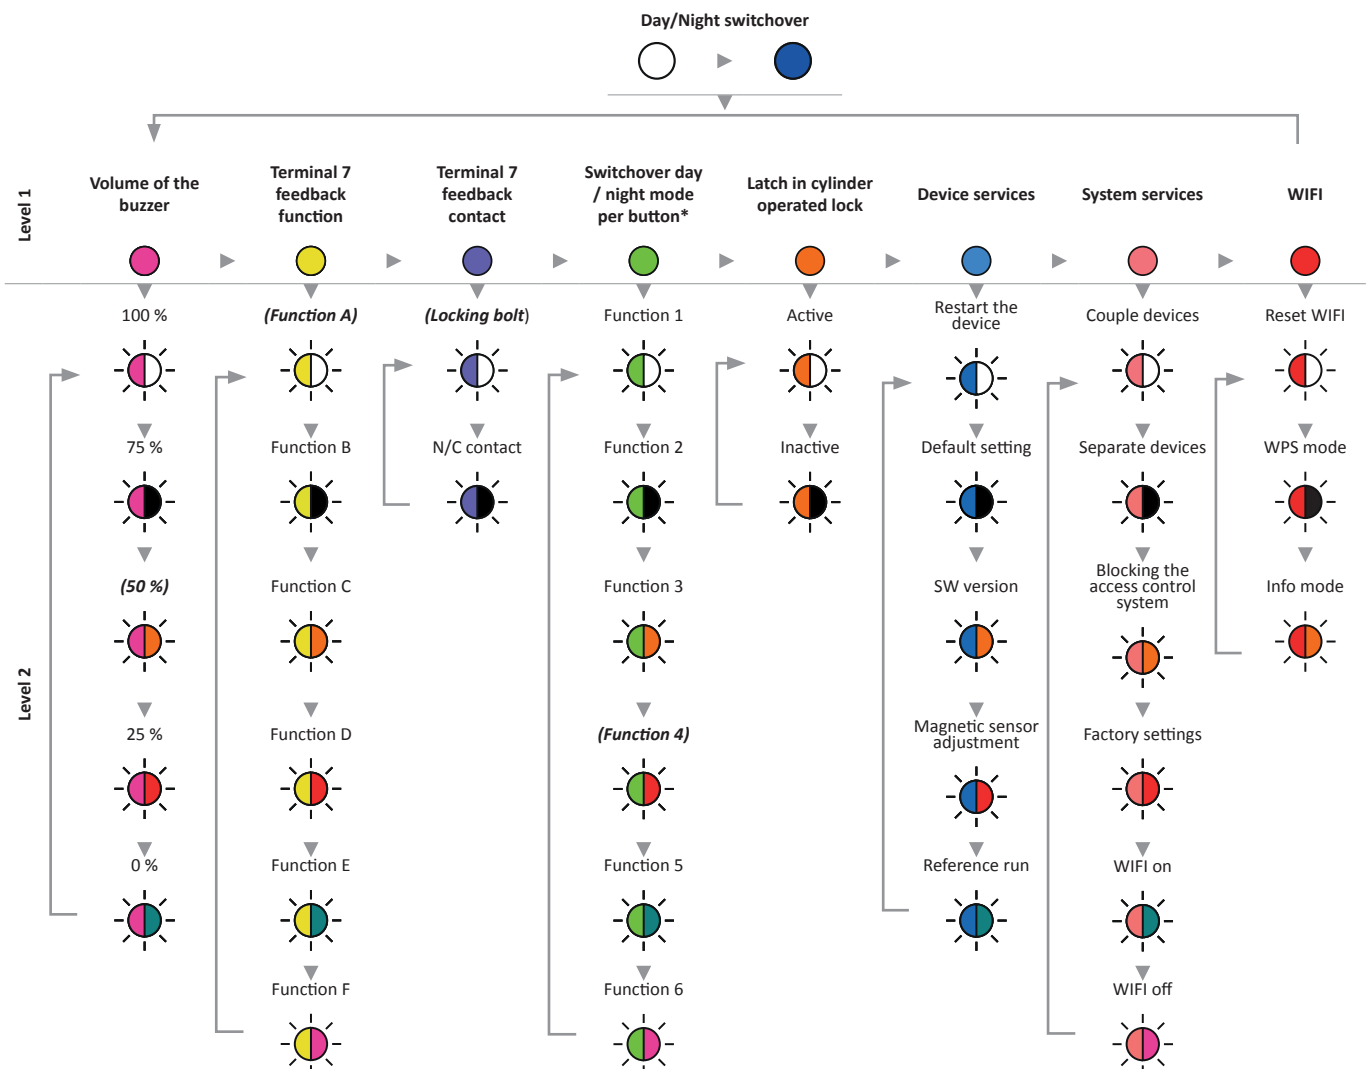 Day/Night switchover
Level 1
Volume of the
buzzer
Terminal 7
feedback
function
Terminal 7
feedback
contact
Switchover day
/ night mode
per button*
Latch in cylinder
operated lock
Device services
System services
WIFI
Level 2
100 %
75 %
(50 %)
25 %
0 %
(Function A)
Function B
Function C
Function D
Function E
Function F
(Locking bolt)
N/C contact
Function 1
Function 2
Function 3
(Function 4)
Function 5
Function 6
Active
Inactive
Restart the
device
Default setting
SW version
Magnetic sensor
adjustment
Reference run
Couple devices
Separate devices
Blocking the
access control
system
Factory settings
WIFI on
WIFI off
Reset WIFI
WPS mode
Info mode